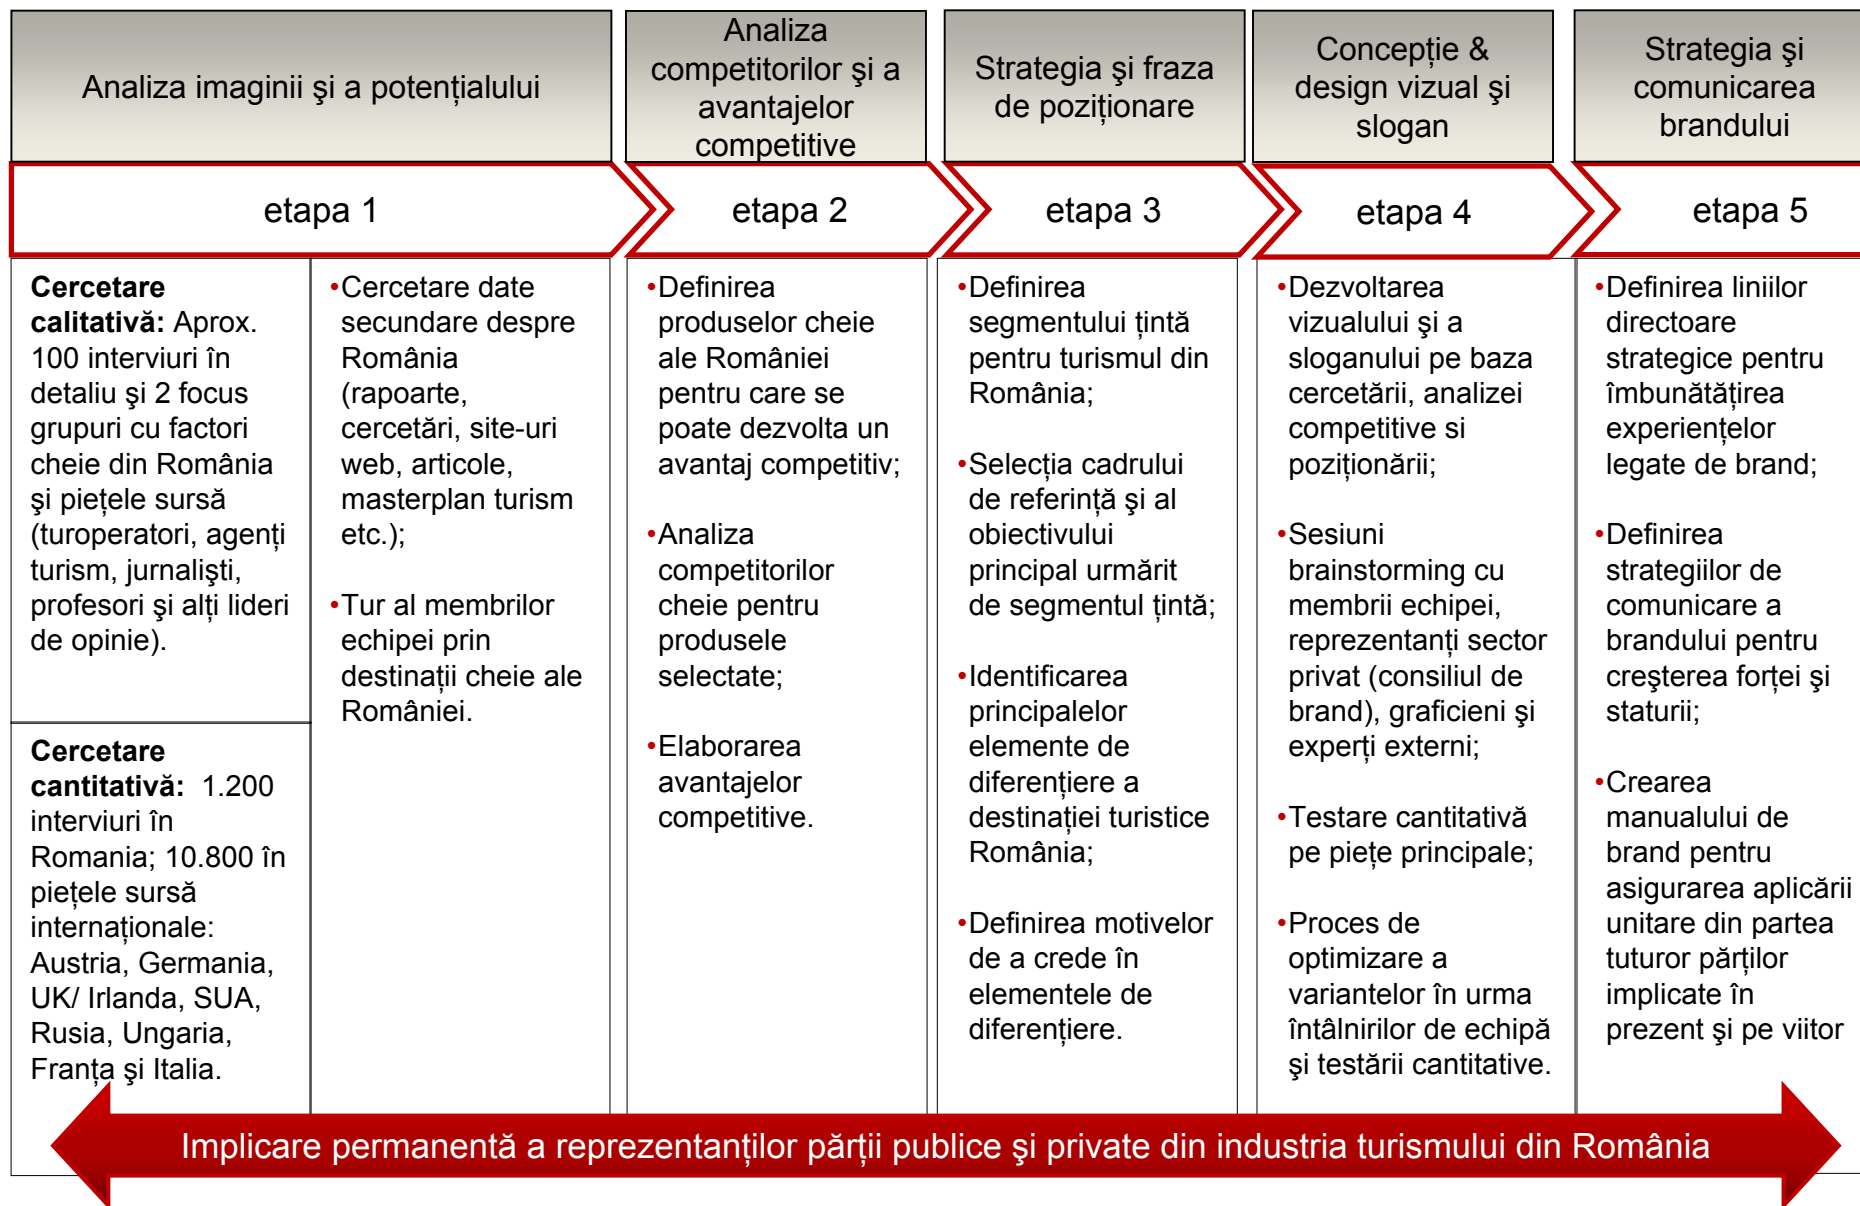 Analiza imaginii şi a potențialului
Analiza
competitorilor şi a
avantajelor
competitive
Strategia şi fraza
de poziționare
Concepție &
design vizual şi
slogan
Strategia şi
comunicarea
brandului
etapa 1
etapa 2
etapa 3
etapa 4
etapa 5
Cercetare
calitativă: Aprox.
100 interviuri în
detaliu şi 2 focus
grupuri cu factori
cheie din România
şi piețele sursă
(turoperatori, agenți
turism, jurnalişti,
profesori şi alți lideri
de opinie).
Cercetare
cantitativă: 1.200
interviuri în
Romania; 10.800 în
piețele sursă
internaționale:
Austria, Germania,
UK/ Irlanda, SUA,
Rusia, Ungaria,
Franța şi Italia.
•Cercetare date
secundare despre
România
(rapoarte,
cercetări, site-uri
web, articole,
masterplan turism
etc.);
•Tur al membrilor
echipei prin
destinații cheie ale
României.
•Definirea
produselor cheie
ale României
pentru care se
poate dezvolta un
avantaj competitiv;
•Analiza
competitorilor
cheie pentru
produsele
selectate;
•Elaborarea
avantajelor
competitive.
•Definirea
segmentului țintă
pentru turismul din
România;
•Selecția cadrului
de referință şi al
obiectivului
principal urmărit
de segmentul țintă;
•Identificarea
principalelor
elemente de
diferențiere a
destinației turistice
România;
•Definirea motivelor
de a crede în
elementele de
diferențiere.
•Dezvoltarea
vizualului şi a
sloganului pe baza
cercetării, analizei
competitive si
poziționării;
•Sesiuni
brainstorming cu
membrii echipei,
reprezentanți sector
privat (consiliul de
brand), graficieni şi
experți externi;
•Testare cantitativă
pe piețe principale;
•Proces de
optimizare a
variantelor în urma
întâlnirilor de echipă
şi testării cantitative.
•Definirea liniilor
directoare
strategice pentru
îmbunătățirea
experiențelor
legate de brand;
•Definirea
strategiilor de
comunicare a
brandului pentru
creşterea forței şi
staturii;
•Crearea
manualului de
brand pentru
asigurarea aplicării
unitare din partea
tuturor părților
implicate în
prezent şi pe viitor
Implicare permanentă a reprezentanților părții publice şi private din industria turismului din România